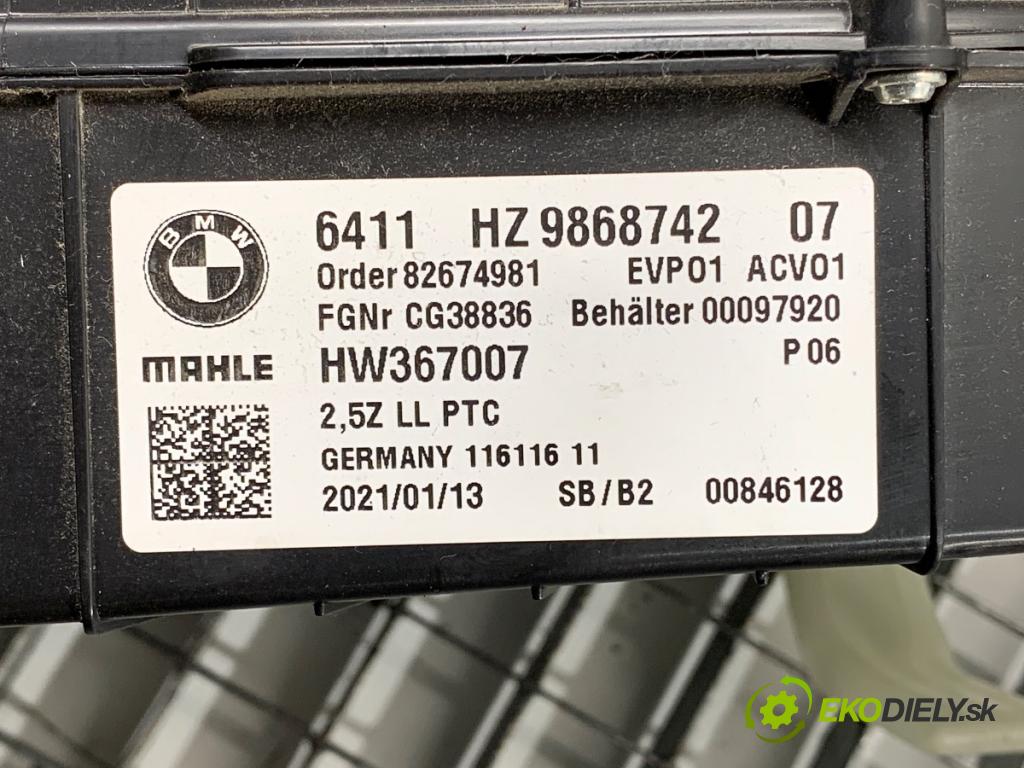 BMW
6411 HZ 9868742 07
Order 82674981 EVP01 ACV01
FGNr CG38836 Behälter 00097920
MAHLE HW367007 P 06
2,5Z LL PTC
GERMANY 116116 11
2021/01/13 SB/B2 00846128
EKODIELY.sk